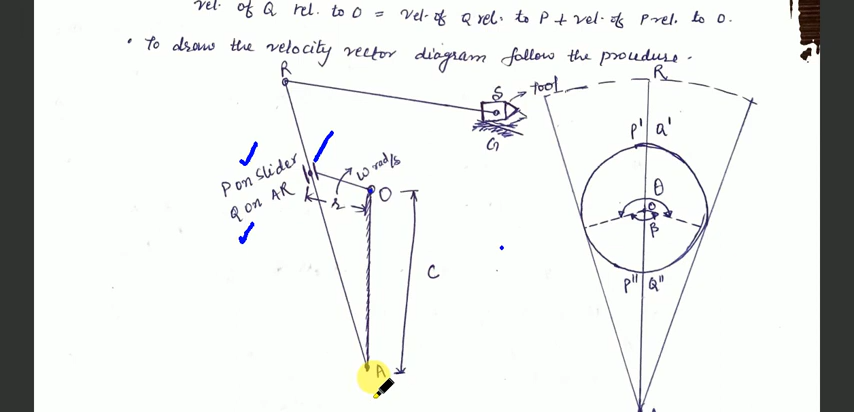 vel. of Q rel. to O = vel. of Q rel. to P + vel. of P rel. to O.
• To draw the velocity vector diagram follow the procedure.
R
S
tool
G
P on slider
Q on AR
ω rad/s
r
O
C
A
R
P' Q'
θ
O
β
P" Q"